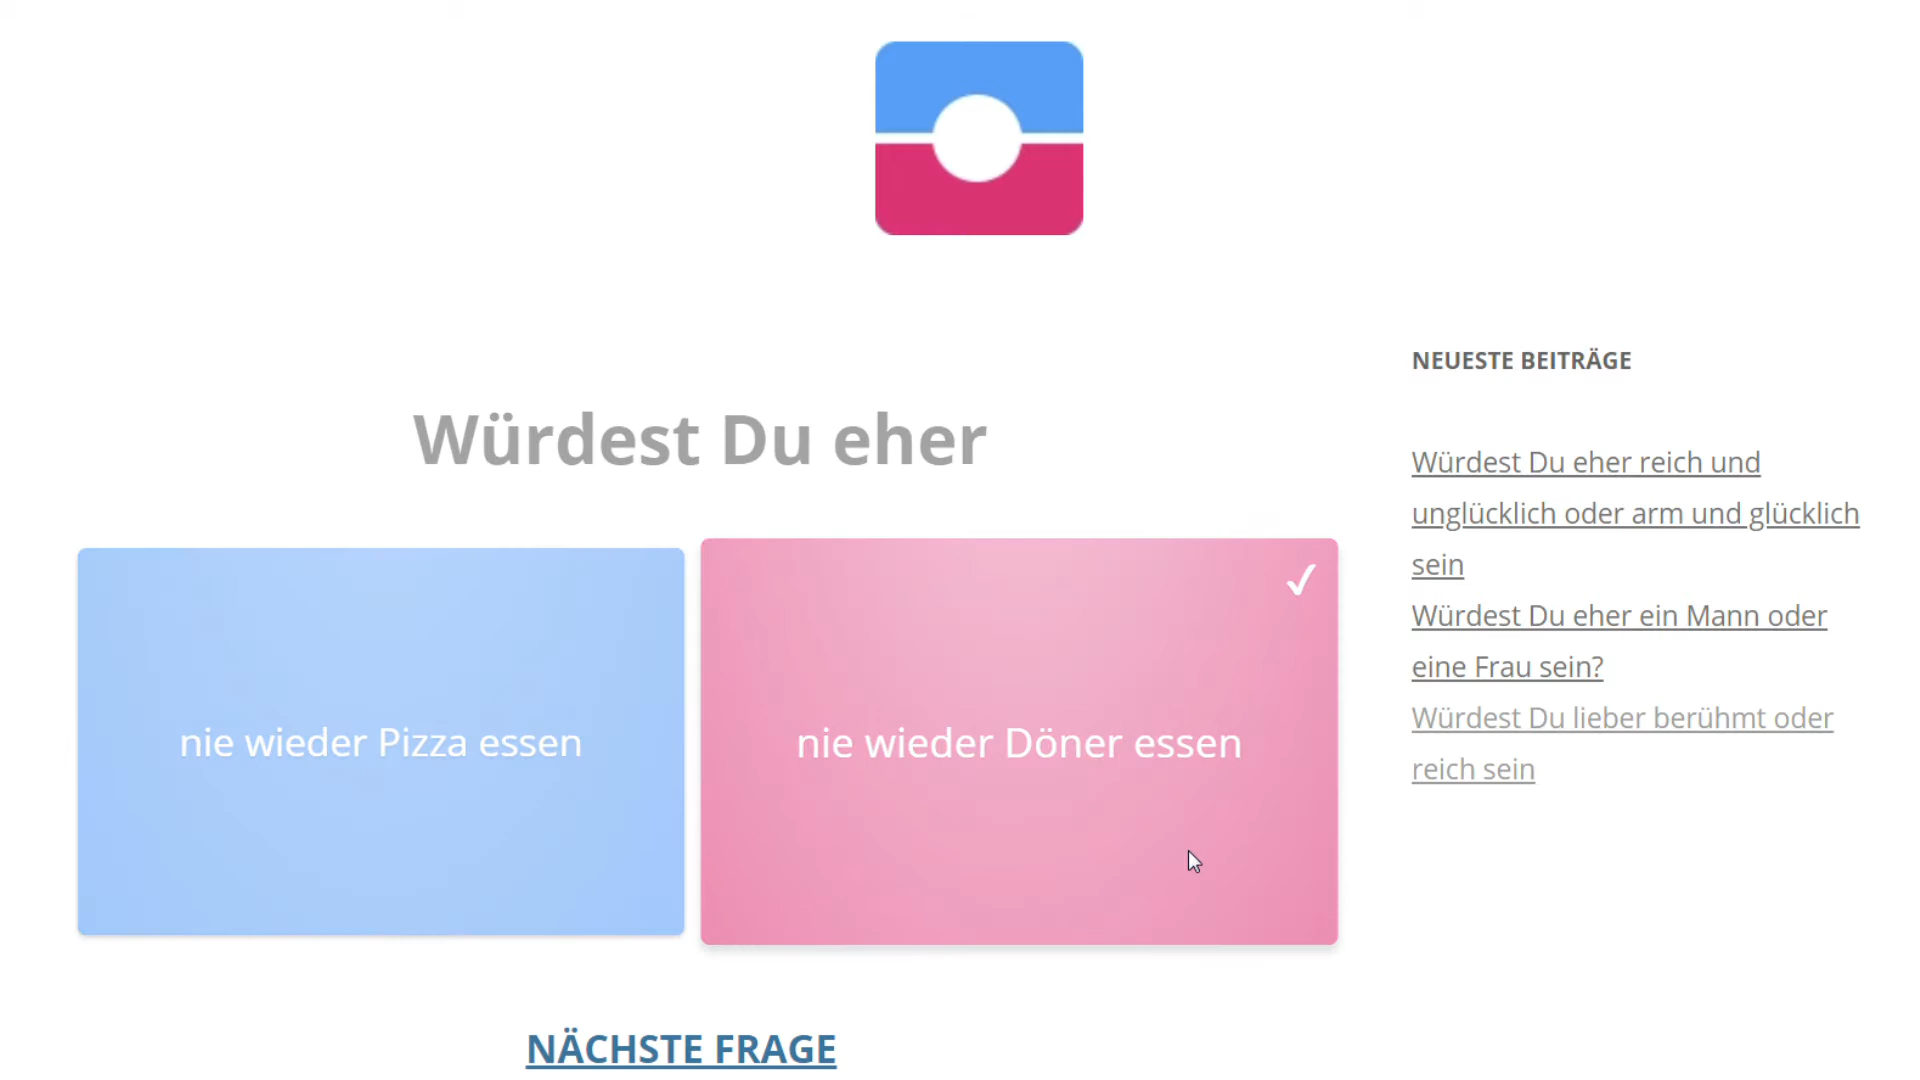 Würdest Du eher
nie wieder Pizza essen
nie wieder Döner essen
NÄCHSTE FRAGE
NEUESTE BEITRÄGE
Würdest Du eher reich und
unglücklich oder arm und glücklich
sein
Würdest Du eher ein Mann oder
eine Frau sein?
Würdest Du lieber berühmt oder
reich sein